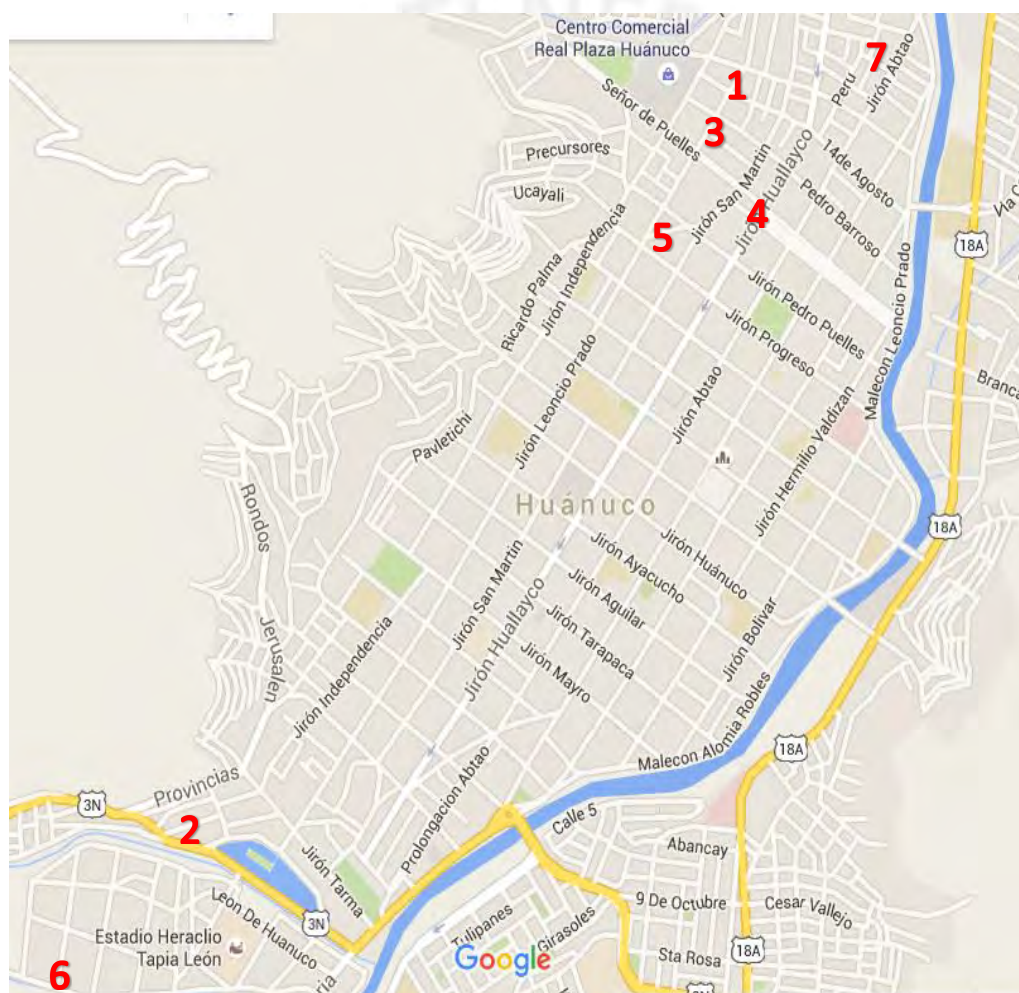 Centro Comercial
Real Plaza Huánuco
7
Jirón Abtao
Peru
1
Señor de Puelles
3
14de Agosto
Precursores
Jirón San Martin
Ucayali
Pedro Barroso
Jirón Huallayco
4
5
18A
Jirón Independencia
Ricardo Palma
Malecon Leoncio Prado
Jirón Pedro Puelles
Jirón Progreso
Jirón Leoncio Prado
Jirón Abtao
Branca
Pavletichi
Jirón Hermilio Valdizan
Huánuco
Rondos
18A
Jirón Huánuco
Jirón Ayacucho
Jirón San Martin
Jirón Aguilar
Jirón Huallayco
Jirón Tarapaca
Jirón Bolivar
Jerusalen
Jirón Independencia
Jirón Mayro
Malecon Alomia Robles
18A
Provincias
3N
Prolongacion Abtao
Calle 5
2
Abancay
Jirón Tarma
Leon De Huanuco
9 De Octubre
Cesar Vallejo
3N
Tulipanes
Girasoles
Estadio Heraclio
Tapia León
Google
Sta Rosa
18A
6
3N